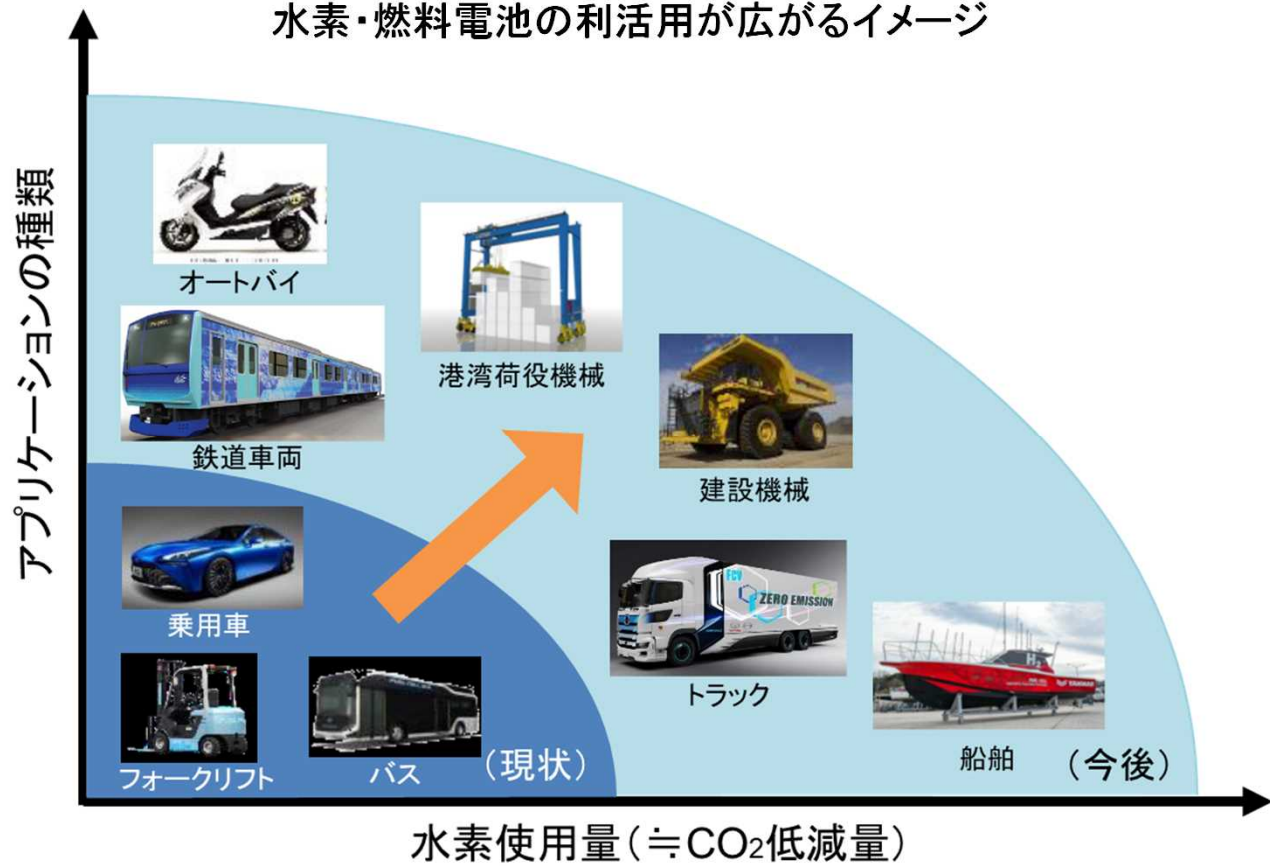 水素・燃料電池の利活用が広がるイメージ
アプリケーションの種類
オートバイ
港湾荷役機械
鉄道車両
建設機械
乗用車
FCV
ZERO EMISSION
トラック
H2
YANMAR
フォークリフト
バス
(現状)
船舶
(今後)
水素使用量(≒CO2低減量)